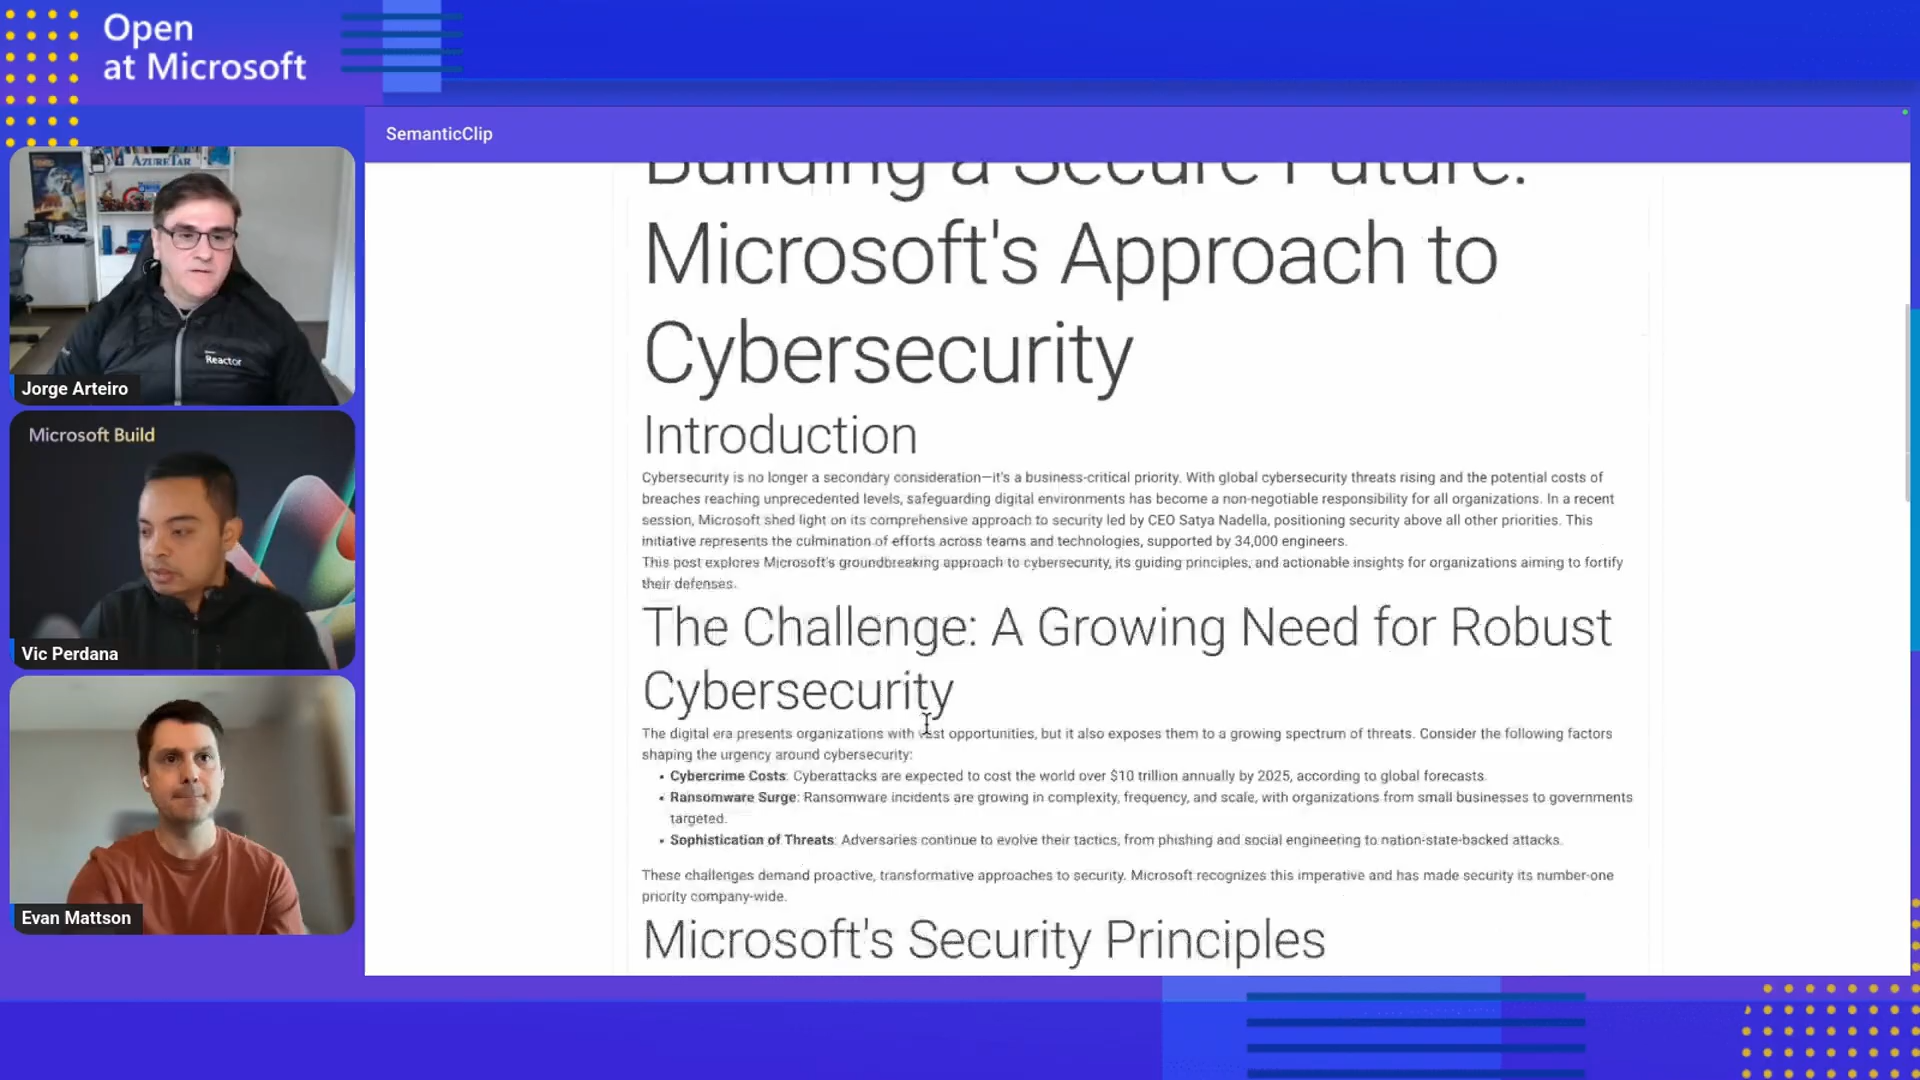 Open
at Microsoft
SemanticClip
AZURETAR
Reactor
Jorge Arteiro
Microsoft Build
Vic Perdana
Evan Mattson
Building a Secure Future:
Microsoft's Approach to
Cybersecurity
Introduction
Cybersecurity is no longer a secondary consideration—it's a business-critical priority. With global cybersecurity threats rising and the potential costs of
breaches reaching unprecedented levels, safeguarding digital environments has become a non-negotiable responsibility for all organizations. In a recent
session, Microsoft shed light on its comprehensive approach to security led by CEO Satya Nadella, positioning security above all other priorities. This
initiative represents the culmination of efforts across teams and technologies, supported by 34,000 engineers.
This post explores Microsoft's groundbreaking approach to cybersecurity, its guiding principles, and actionable insights for organizations aiming to fortify
their defenses.
The Challenge: A Growing Need for Robust
Cybersecurity
The digital era presents organizations with vast opportunities, but it also exposes them to a growing spectrum of threats. Consider the following factors
shaping the urgency around cybersecurity:
• Cybercrime Costs: Cyberattacks are expected to cost the world over $10 trillion annually by 2025, according to global forecasts.
• Ransomware Surge: Ransomware incidents are growing in complexity, frequency, and scale, with organizations from small businesses to governments
targeted.
• Sophistication of Threats: Adversaries continue to evolve their tactics, from phishing and social engineering to nation-state-backed attacks.
These challenges demand proactive, transformative approaches to security. Microsoft recognizes this imperative and has made security its number-one
priority company-wide.
Microsoft's Security Principles